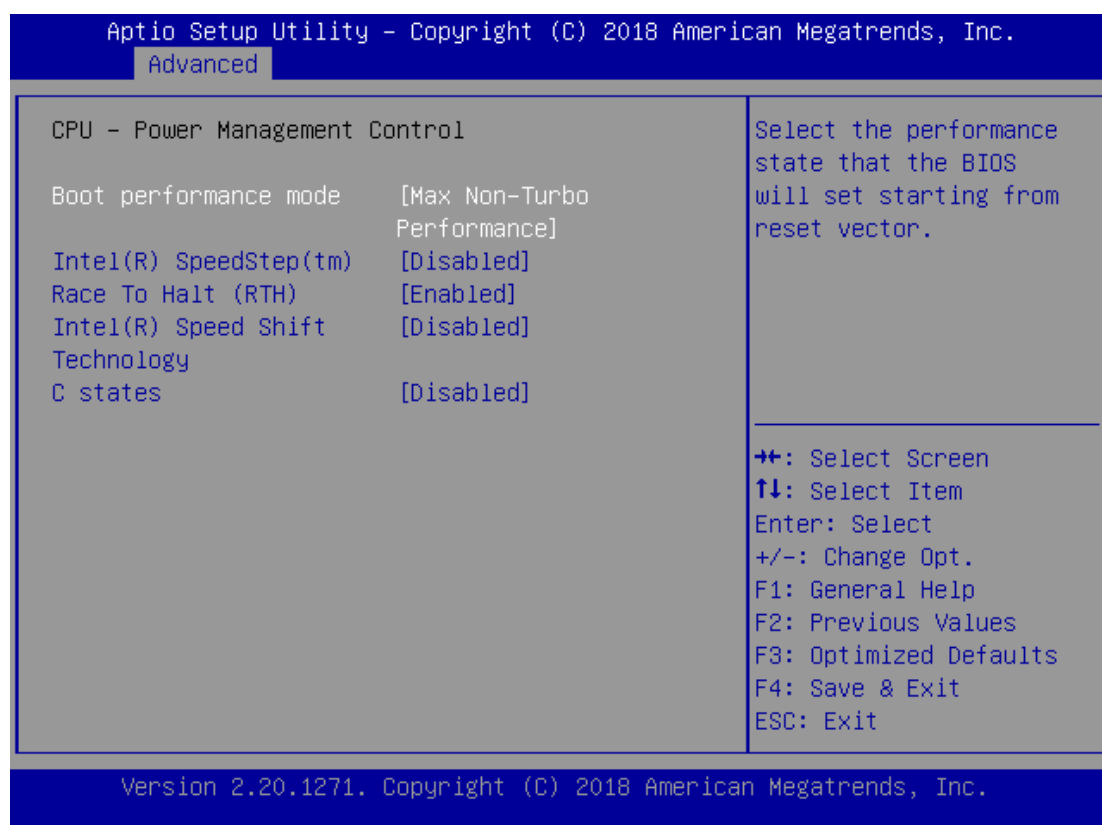 Aptio Setup Utility – Copyright (C) 2018 American Megatrends, Inc.
Advanced
CPU – Power Management Control
Boot performance mode [Max Non-Turbo
Performance]
Intel(R) SpeedStep(tm) [Disabled]
Race To Halt (RTH) [Enabled]
Intel(R) Speed Shift [Disabled]
Technology
C states [Disabled]
Select the performance
state that the BIOS
will set starting from
reset vector.
→←: Select Screen
↑↓: Select Item
Enter: Select
+/-: Change Opt.
F1: General Help
F2: Previous Values
F3: Optimized Defaults
F4: Save & Exit
ESC: Exit
Version 2.20.1271. Copyright (C) 2018 American Megatrends, Inc.